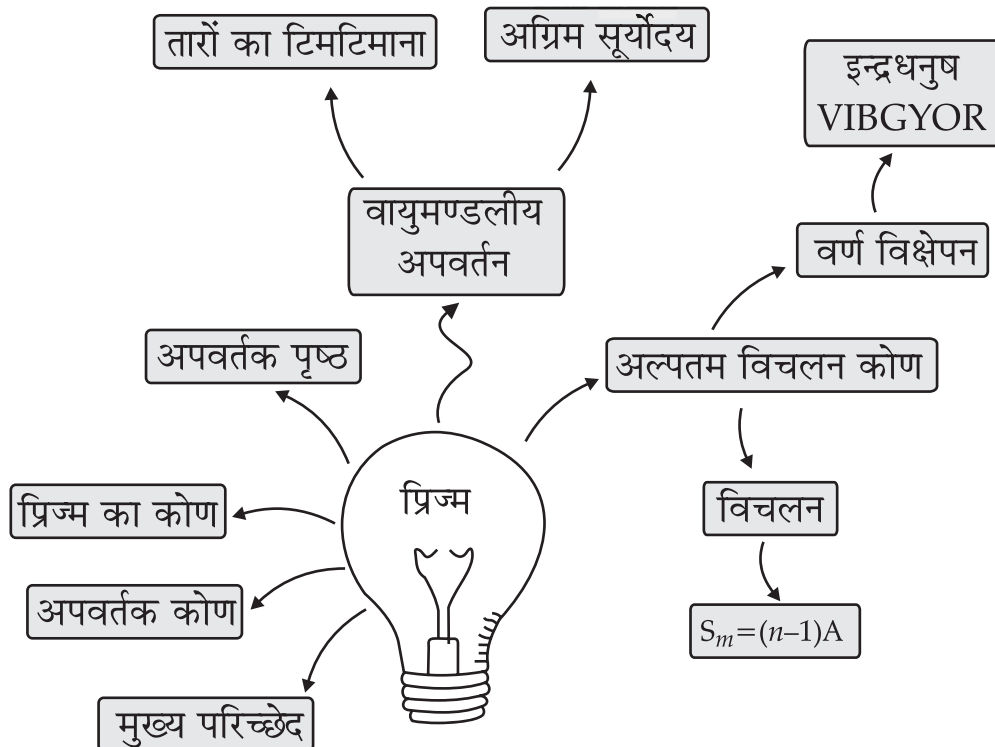 तारों का टिमटिमाना
अग्रिम सूर्योदय
इन्द्रधनुष
VIBGYOR
वायुमण्डलीय
अपवर्तन
वर्ण विक्षेपन
अपवर्तक पृष्ठ
अल्पतम विचलन कोण
प्रिज्म
प्रिज्म का कोण
विचलन
अपवर्तक कोण
Sₘ=(n–1)A
मुख्य परिच्छेद